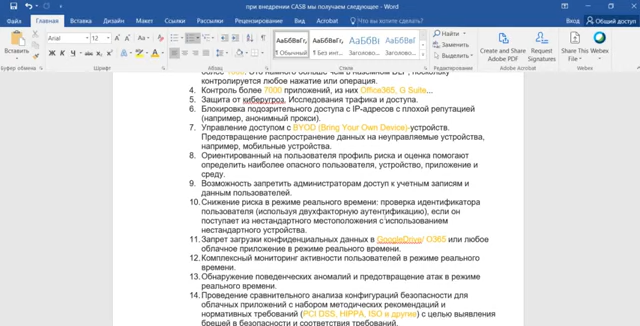 при внедрении CASB мы получаем следующее - Word
Файл Главная Вставка Дизайн Макет Ссылки Рассылки Рецензирование Вид ABBYY FineReader 12 Acrobat Что вы хотите сделать? Вход Общий доступ
Вставить
Arial 12
Ж К Ч
АаБбВвГг, АаБбВвГг, АаБбВı АаБбВвГ
¶ Обычный ¶ Без инте... Заголово... Заголово...
Найти
Заменить
Выделить
Create and Share Adobe PDF
Request Signatures
Share This File Webex
Буфер обмена Шрифт Абзац Стили Редактирование Adobe Acrobat Webex
контролируется любое нажатие или операция.
4. Контроль более 7000 приложений, из них Office365, G Suite...
5. Защита от киберугроз. Исследования трафика и доступа.
6. Блокировка подозрительного доступа с IP-адресов с плохой репутацией
(например, анонимный прокси).
7. Управление доступом с BYOD (Bring Your Own Device)-устройств.
Предотвращение распространение данных на неуправляемые устройства,
например, мобильные устройства.
8. Ориентированный на пользователя профиль риска и оценка помогают
определить наиболее опасного пользователя, устройство, приложение и
среду.
9. Возможность запретить администраторам доступ к учетным записям и
данным пользователей.
10. Снижение риска в режиме реального времени: проверка идентификатора
пользователя (используя двухфакторную аутентификацию), если он
поступает из нестандартного местоположения с использованием
нестандартного устройства.
11. Запрет загрузки конфиденциальных данных в GoogleDrive/ О365 или любое
облачное приложение в режиме реального времени.
12. Комплексный мониторинг активности пользователей в режиме реального
времени.
13. Обнаружение поведенческих аномалий и предотвращение атак в режиме
реального времени.
14. Проведение сравнительного анализа конфигураций безопасности для
облачных приложений с набором методических рекомендаций и
нормативных требований (PCI DSS, HIPPA, ISO и другие) с целью выявления
брешей в безопасности и соответствия требований.